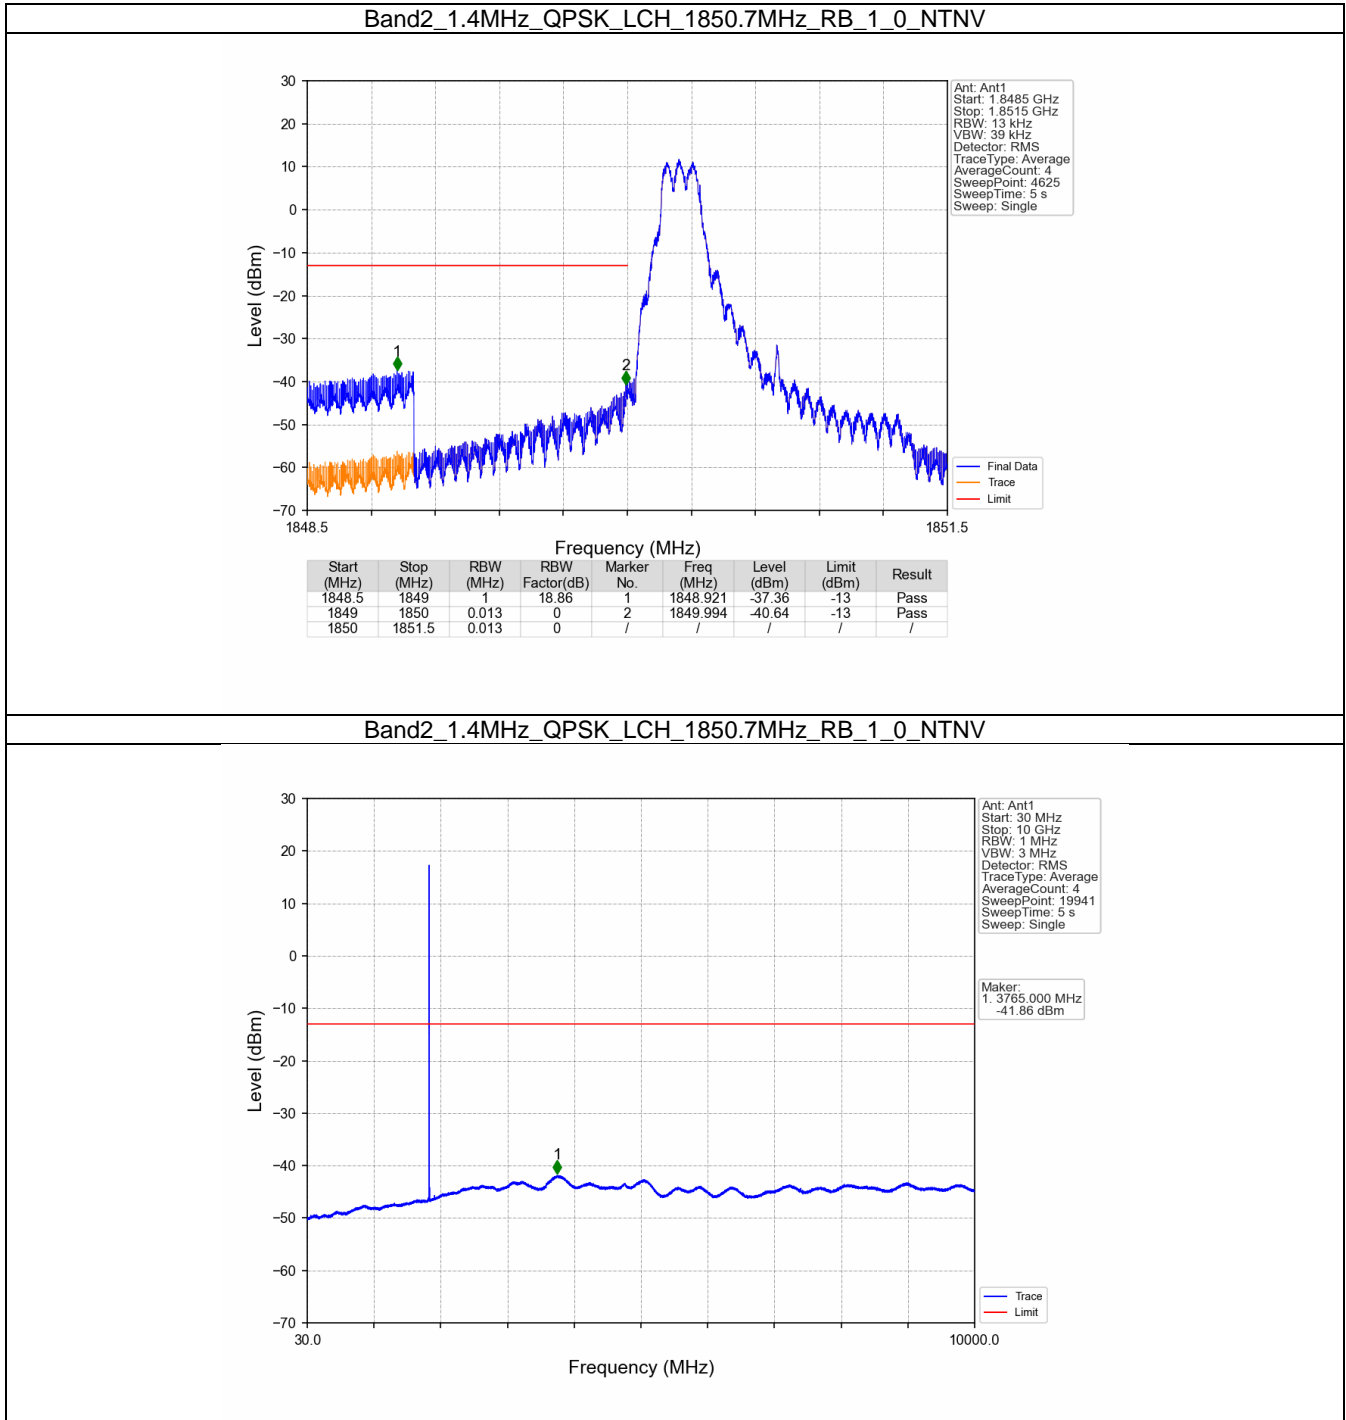 Band2_1.4MHz_QPSK_LCH_1850.7MHz_RB_1_0_NTNV
30
20
10
0
−10
−20
−30
−40
−50
−60
−70
Level (dBm)
1
2
1848.5
1851.5
Frequency (MHz)
Ant: Ant1
Start: 1.8485 GHz
Stop: 1.8515 GHz
RBW: 13 kHz
VBW: 39 kHz
Detector: RMS
TraceType: Average
AverageCount: 4
SweepPoint: 4625
SweepTime: 5 s
Sweep: Single
Final Data
Trace
Limit
Start (MHz) Stop (MHz) RBW (MHz) RBW Factor(dB) Marker No. Freq (MHz) Level (dBm) Limit (dBm) Result
1848.5 1849 1 18.86 1 1848.921 -37.36 -13 Pass
1849 1850 0.013 0 2 1849.994 -40.64 -13 Pass
1850 1851.5 0.013 0 / / / / /
Band2_1.4MHz_QPSK_LCH_1850.7MHz_RB_1_0_NTNV
30
20
10
0
−10
−20
−30
−40
−50
−60
−70
Level (dBm)
1
30.0
10000.0
Frequency (MHz)
Ant: Ant1
Start: 30 MHz
Stop: 10 GHz
RBW: 1 MHz
VBW: 3 MHz
Detector: RMS
TraceType: Average
AverageCount: 4
SweepPoint: 19941
SweepTime: 5 s
Sweep: Single
Maker:
1. 3765.000 MHz
-41.86 dBm
Trace
Limit